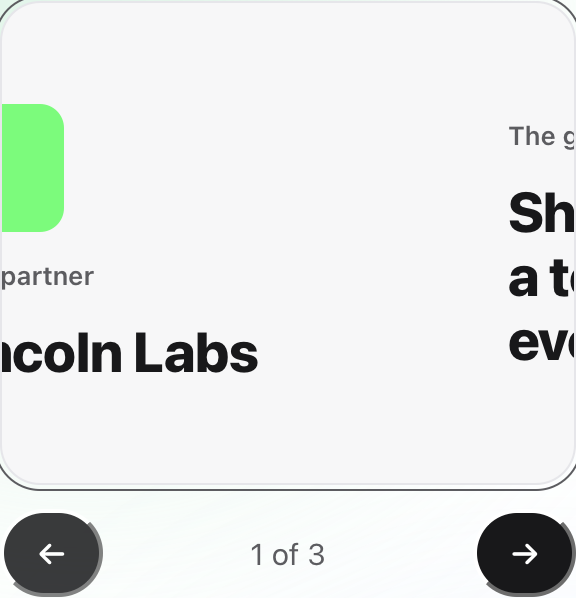 The g
Sh
partner
a t
ncoln Labs
eve
1 of 3